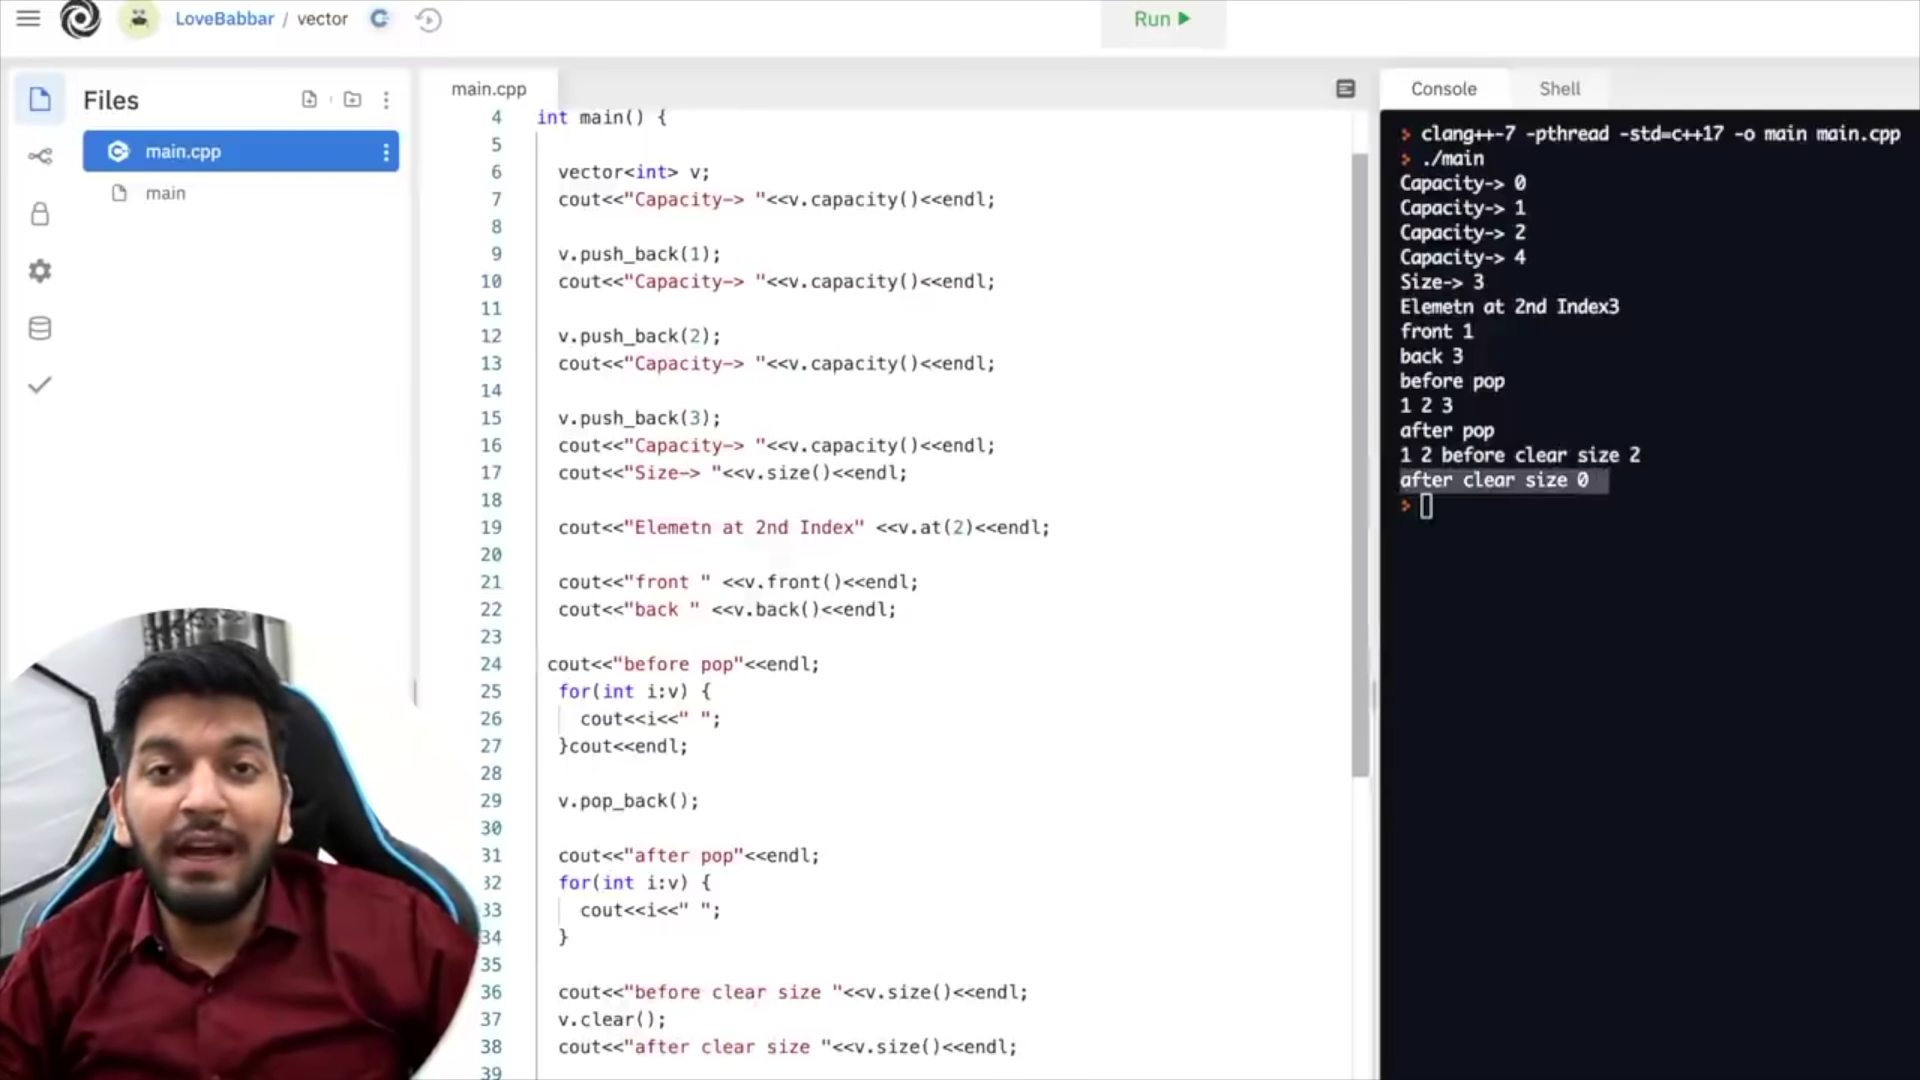 LoveBabbar / vector
Run
Files
main.cpp
main
main.cpp
4 int main() {
5
6 vector<int> v;
7 cout<<"Capacity-> "<<v.capacity()<<endl;
8
9 v.push_back(1);
10 cout<<"Capacity-> "<<v.capacity()<<endl;
11
12 v.push_back(2);
13 cout<<"Capacity-> "<<v.capacity()<<endl;
14
15 v.push_back(3);
16 cout<<"Capacity-> "<<v.capacity()<<endl;
17 cout<<"Size-> "<<v.size()<<endl;
18
19 cout<<"Elemetn at 2nd Index" <<v.at(2)<<endl;
20
21 cout<<"front " <<v.front()<<endl;
22 cout<<"back " <<v.back()<<endl;
23
24 cout<<"before pop"<<endl;
25 for(int i:v) {
26 cout<<i<<" ";
27 }cout<<endl;
28
29 v.pop_back();
30
31 cout<<"after pop"<<endl;
32 for(int i:v) {
33 cout<<i<<" ";
34 }
35
36 cout<<"before clear size "<<v.size()<<endl;
37 v.clear();
38 cout<<"after clear size "<<v.size()<<endl;
39
Console Shell
> clang++-7 -pthread -std=c++17 -o main main.cpp
> ./main
Capacity-> 0
Capacity-> 1
Capacity-> 2
Capacity-> 4
Size-> 3
Elemetn at 2nd Index3
front 1
back 3
before pop
1 2 3
after pop
1 2 before clear size 2
after clear size 0
>